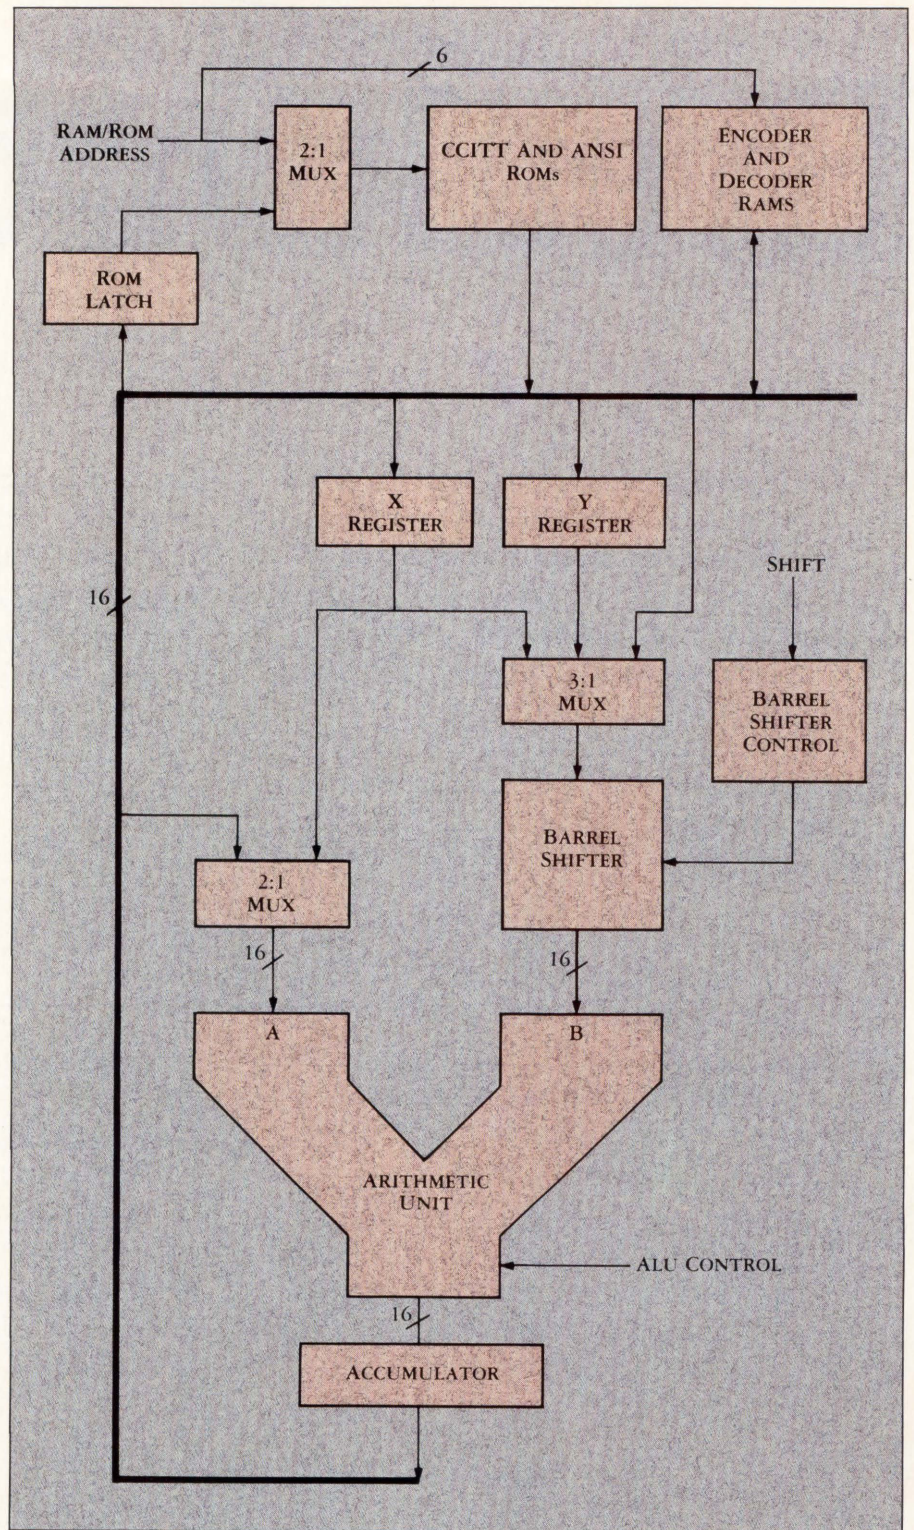 6
RAM/ROM
ADDRESS
2:1
MUX
CCITT AND ANSI
ROMs
ENCODER
AND
DECODER
RAMS
ROM
LATCH
X
REGISTER
Y
REGISTER
SHIFT
16
3:1
MUX
BARREL
SHIFTER
CONTROL
BARREL
SHIFTER
2:1
MUX
16
16
A
B
ARITHMETIC
UNIT
ALU CONTROL
16
ACCUMULATOR